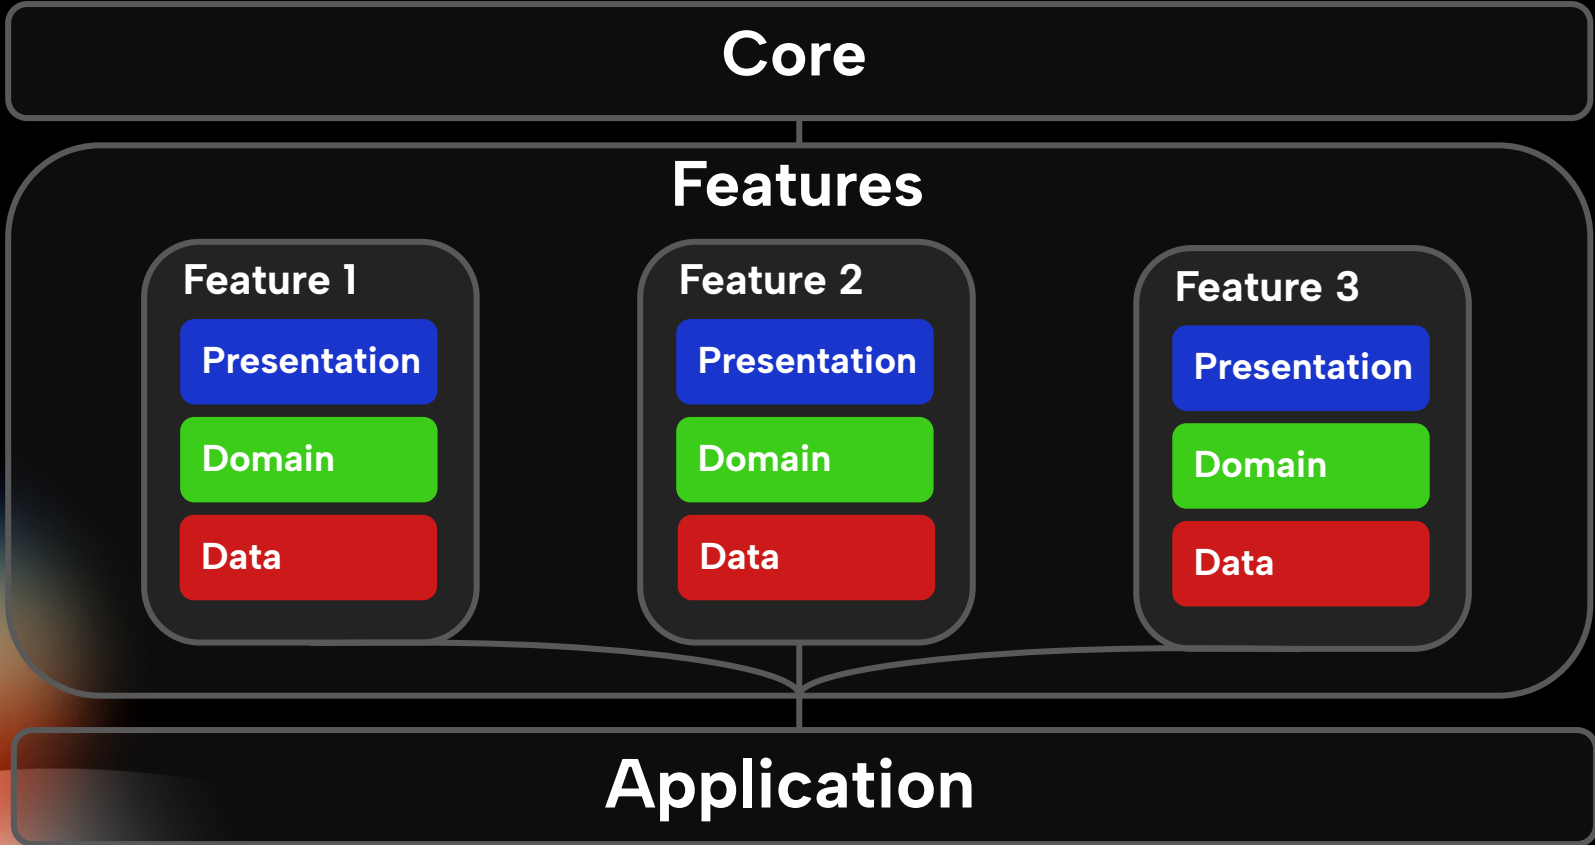 Core
Features
Feature 1
Presentation
Domain
Data
Feature 2
Presentation
Domain
Data
Feature 3
Presentation
Domain
Data
Application